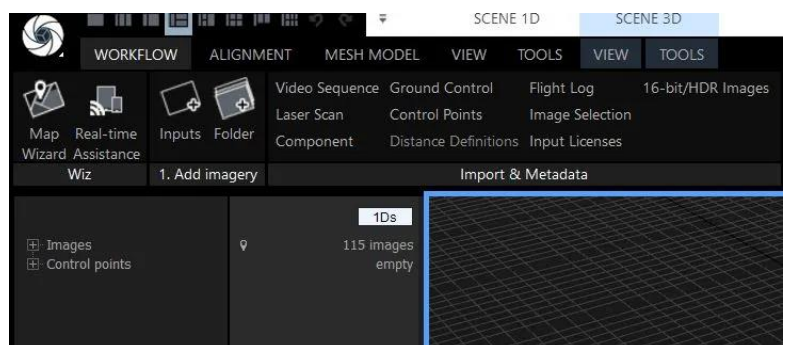 SCENE 1D SCENE 3D
WORKFLOW ALIGNMENT MESH MODEL VIEW TOOLS VIEW TOOLS
Video Sequence Ground Control Flight Log 16-bit/HDR Images
Laser Scan Control Points Image Selection
Component Distance Definitions Input Licenses
Map Wizard
Real-time Assistance
Inputs
Folder
Wiz 1. Add imagery Import & Metadata
1Ds
Images 115 images
Control points empty